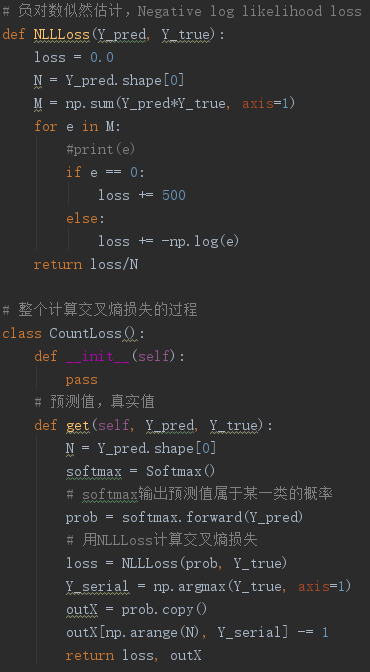 # 负对数似然估计，Negative log likelihood loss
def NLLLoss(Y_pred, Y_true):
    loss = 0.0
    N = Y_pred.shape[0]
    M = np.sum(Y_pred*Y_true, axis=1)
    for e in M:
        #print(e)
        if e == 0:
            loss += 500
        else:
            loss += -np.log(e)
    return loss/N

# 整个计算交叉熵损失的过程
class CountLoss():
    def __init__(self):
        pass
    # 预测值，真实值
    def get(self, Y_pred, Y_true):
        N = Y_pred.shape[0]
        softmax = Softmax()
        # softmax输出预测值属于某一类的概率
        prob = softmax.forward(Y_pred)
        # 用NLLLoss计算交叉熵损失
        loss = NLLLoss(prob, Y_true)
        Y_serial = np.argmax(Y_true, axis=1)
        outX = prob.copy()
        outX[np.arange(N), Y_serial] -= 1
        return loss, outX